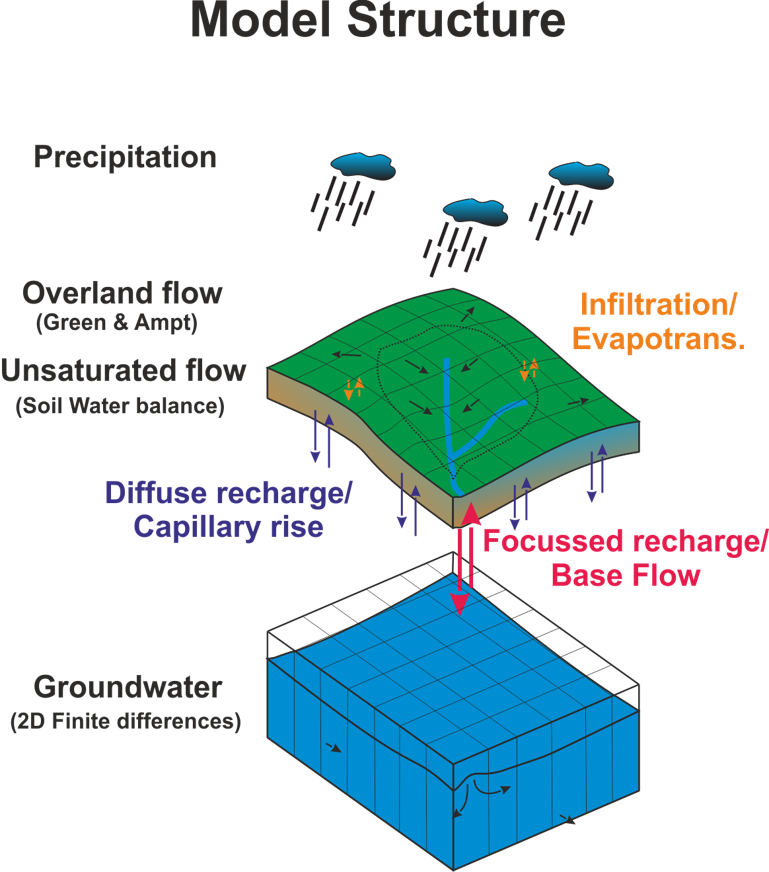 Model Structure
Precipitation
Overland flow
(Green & Ampt)
Infiltration/
Evapotrans.
Unsaturated flow
(Soil Water balance)
Diffuse recharge/
Capillary rise
Focussed recharge/
Base Flow
Groundwater
(2D Finite differences)